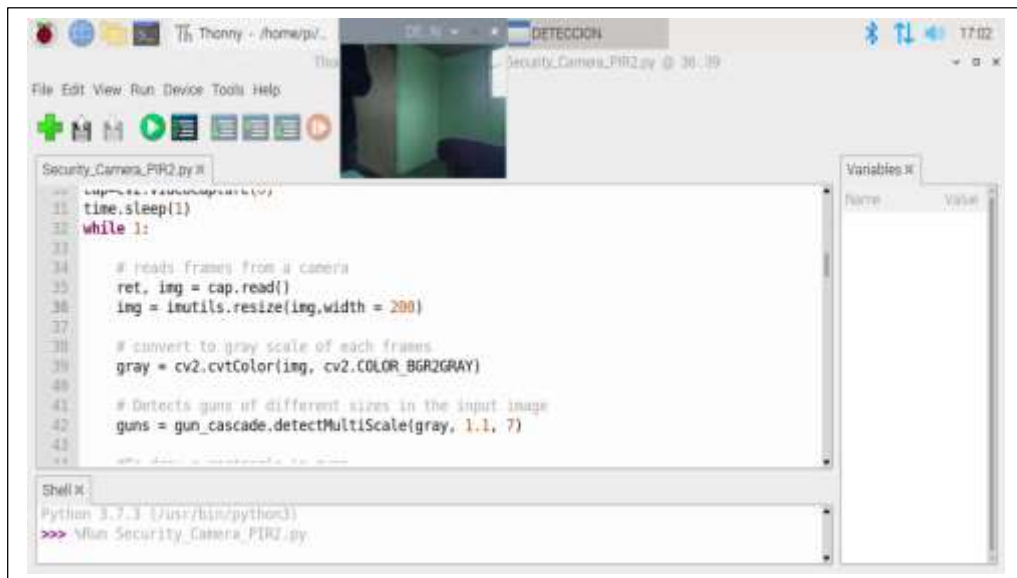 Thonny - /home/pi/..
DETECCION
17:02
Security_Camera_PIR2.py @ 36:39
File Edit View Run Device Tools Help
Security_Camera_PIR2.py
Variables
Name Value
31 time.sleep(1)
32 while 1:
33
34 # reads frames from a camera
35 ret, img = cap.read()
36 img = imutils.resize(img,width = 200)
37
38 # convert to gray scale of each frames
39 gray = cv2.cvtColor(img, cv2.COLOR_BGR2GRAY)
40
41 # Detects guns of different sizes in the input image
42 guns = gun_cascade.detectMultiScale(gray, 1.1, 7)
43
Shell
Python 3.7.3 (/usr/bin/python3)
>>> %Run Security_Camera_PIR2.py